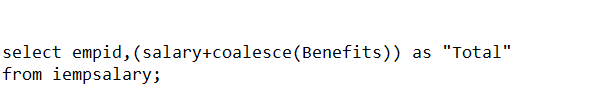 select empid,(salary+coalesce(Benefits)) as "Total"
from iempsalary;